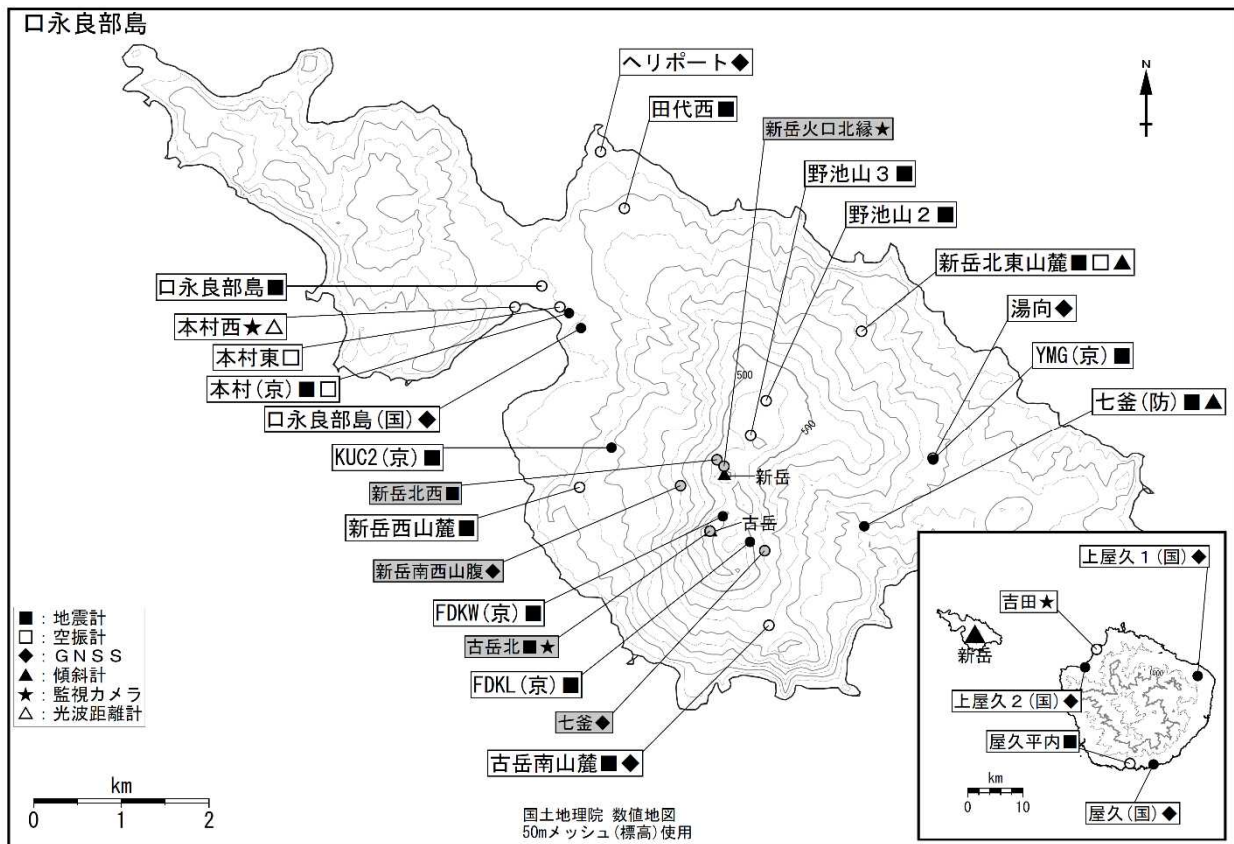 口永良部島
ヘリポート◆
N
田代西■
新岳火口北縁★
野池山３■
野池山２■
新岳北東山麓■□▲
口永良部島■
湯向◆
本村西★△
YMG(京)■
本村東□
500
本村(京)■□
七釜(防)■▲
口永良部島(国)◆
500
KUC2(京)■
新岳
新岳北西■
新岳西山麓■
古岳
新岳南西山腹◆
上屋久１(国)◆
FDKW(京)■
吉田★
古岳北■★
新岳
1000
FDKL(京)■
上屋久２(国)◆
七釜◆
屋久平内■
古岳南山麓■◆
屋久(国)◆
■：地震計
□：空振計
◆：ＧＮＳＳ
▲：傾斜計
★：監視カメラ
△：光波距離計
km
0 1 2
国土地理院 数値地図
50mメッシュ(標高)使用
km
0 10